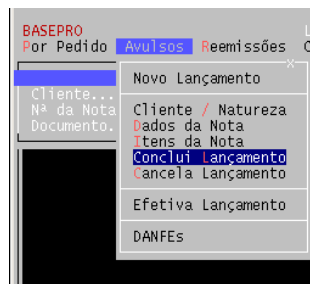 BASEPRO
Por Pedido Avulsos Reemissões
Novo Lançamento
Cliente...
Nª da Nota
Documento.
Cliente / Natureza
Dados da Nota
Itens da Nota
Conclui Lançamento
Cancela Lançamento
Efetiva Lançamento
DANFEs